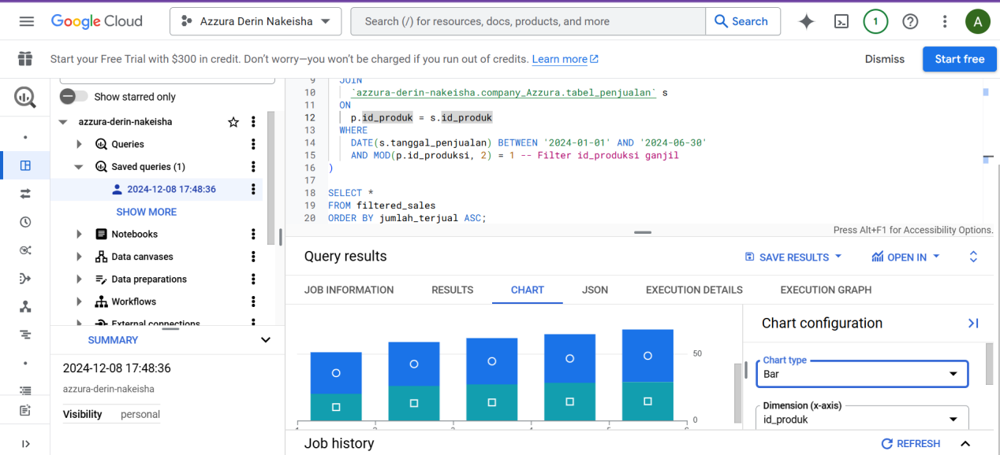 Google Cloud
Azzura Derin Nakeisha
Search (/) for resources, docs, products, and more
Search
1
A
Start your Free Trial with $300 in credit. Don't worry—you won't be charged if you run out of credits. Learn more
Dismiss
Start free
Show starred only
azzura-derin-nakeisha
Queries
Saved queries (1)
2024-12-08 17:48:36
SHOW MORE
Notebooks
Data canvases
Data preparations
Workflows
External connections
SUMMARY
2024-12-08 17:48:36
azzura-derin-nakeisha
Visibility personal
9 JOIN
10 `azzura-derin-nakeisha.company_Azzura.tabel_penjualan` s
11 ON
12 p.id_produk = s.id_produk
13 WHERE
14 DATE(s.tanggal_penjualan) BETWEEN '2024-01-01' AND '2024-06-30'
15 AND MOD(p.id_produksi, 2) = 1 -- Filter id_produksi ganjil
16 )
17
18 SELECT *
19 FROM filtered_sales
20 ORDER BY jumlah_terjual ASC;
Press Alt+F1 for Accessibility Options.
Query results
SAVE RESULTS
OPEN IN
JOB INFORMATION
RESULTS
CHART
JSON
EXECUTION DETAILS
EXECUTION GRAPH
50
0
Chart configuration
Chart type
Bar
Dimension (x-axis)
id_produk
Job history
REFRESH